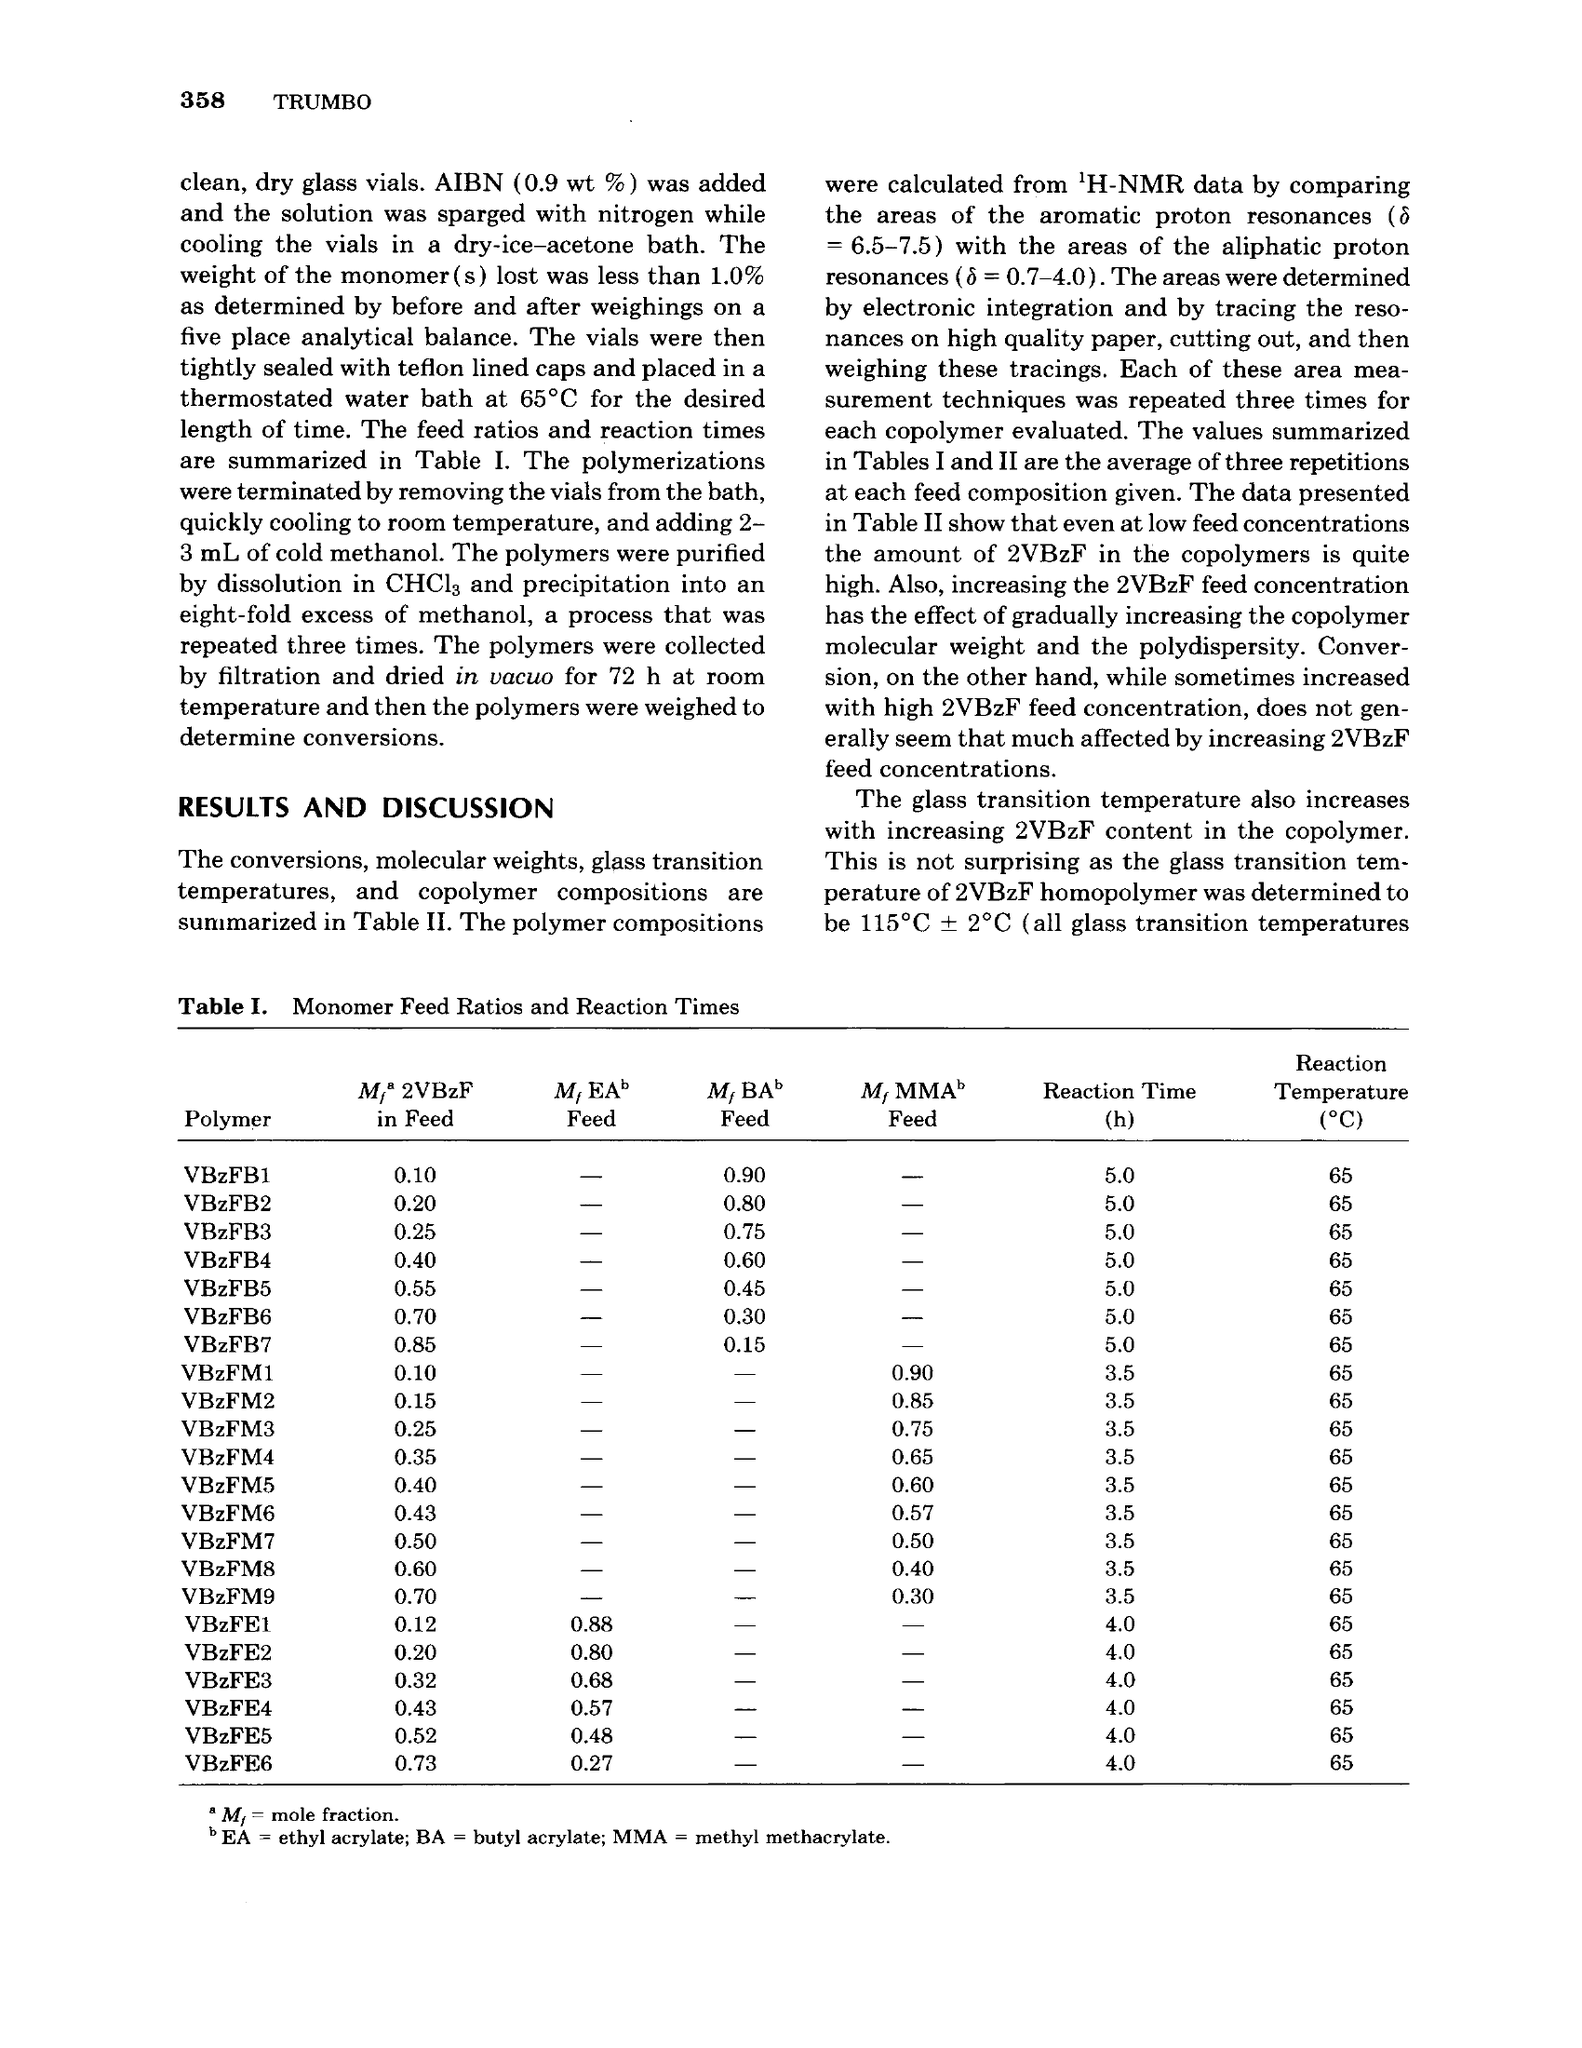 358 TRUMBO
clean, dry glass vials. AIBN (0.9 wt %) was added
and the solution was sparged with nitrogen while
cooling the vials in a dry-ice–acetone bath. The
weight of the monomer(s) lost was less than 1.0%
as determined by before and after weighings on a
five place analytical balance. The vials were then
tightly sealed with teflon lined caps and placed in a
thermostated water bath at 65°C for the desired
length of time. The feed ratios and reaction times
are summarized in Table I. The polymerizations
were terminated by removing the vials from the bath,
quickly cooling to room temperature, and adding 2–
3 mL of cold methanol. The polymers were purified
by dissolution in CHCl₃ and precipitation into an
eight-fold excess of methanol, a process that was
repeated three times. The polymers were collected
by filtration and dried in vacuo for 72 h at room
temperature and then the polymers were weighed to
determine conversions.
RESULTS AND DISCUSSION
The conversions, molecular weights, glass transition
temperatures, and copolymer compositions are
summarized in Table II. The polymer compositions
were calculated from ¹H-NMR data by comparing
the areas of the aromatic proton resonances (δ
= 6.5–7.5) with the areas of the aliphatic proton
resonances (δ = 0.7–4.0). The areas were determined
by electronic integration and by tracing the reso-
nances on high quality paper, cutting out, and then
weighing these tracings. Each of these area mea-
surement techniques was repeated three times for
each copolymer evaluated. The values summarized
in Tables I and II are the average of three repetitions
at each feed composition given. The data presented
in Table II show that even at low feed concentrations
the amount of 2VBzF in the copolymers is quite
high. Also, increasing the 2VBzF feed concentration
has the effect of gradually increasing the copolymer
molecular weight and the polydispersity. Conver-
sion, on the other hand, while sometimes increased
with high 2VBzF feed concentration, does not gen-
erally seem that much affected by increasing 2VBzF
feed concentrations.
The glass transition temperature also increases
with increasing 2VBzF content in the copolymer.
This is not surprising as the glass transition tem-
perature of 2VBzF homopolymer was determined to
be 115°C ± 2°C (all glass transition temperatures
Table I. Monomer Feed Ratios and Reaction Times
Reaction
M_fᵃ 2VBzF M_f EAᵇ M_f BAᵇ M_f MMAᵇ Reaction Time Temperature
Polymer in Feed Feed Feed Feed (h) (°C)
VBzFB1 0.10 — 0.90 — 5.0 65
VBzFB2 0.20 — 0.80 — 5.0 65
VBzFB3 0.25 — 0.75 — 5.0 65
VBzFB4 0.40 — 0.60 — 5.0 65
VBzFB5 0.55 — 0.45 — 5.0 65
VBzFB6 0.70 — 0.30 — 5.0 65
VBzFB7 0.85 — 0.15 — 5.0 65
VBzFM1 0.10 — — 0.90 3.5 65
VBzFM2 0.15 — — 0.85 3.5 65
VBzFM3 0.25 — — 0.75 3.5 65
VBzFM4 0.35 — — 0.65 3.5 65
VBzFM5 0.40 — — 0.60 3.5 65
VBzFM6 0.43 — — 0.57 3.5 65
VBzFM7 0.50 — — 0.50 3.5 65
VBzFM8 0.60 — — 0.40 3.5 65
VBzFM9 0.70 — — 0.30 3.5 65
VBzFE1 0.12 0.88 — — 4.0 65
VBzFE2 0.20 0.80 — — 4.0 65
VBzFE3 0.32 0.68 — — 4.0 65
VBzFE4 0.43 0.57 — — 4.0 65
VBzFE5 0.52 0.48 — — 4.0 65
VBzFE6 0.73 0.27 — — 4.0 65
ᵃ M_f = mole fraction.
ᵇ EA = ethyl acrylate; BA = butyl acrylate; MMA = methyl methacrylate.